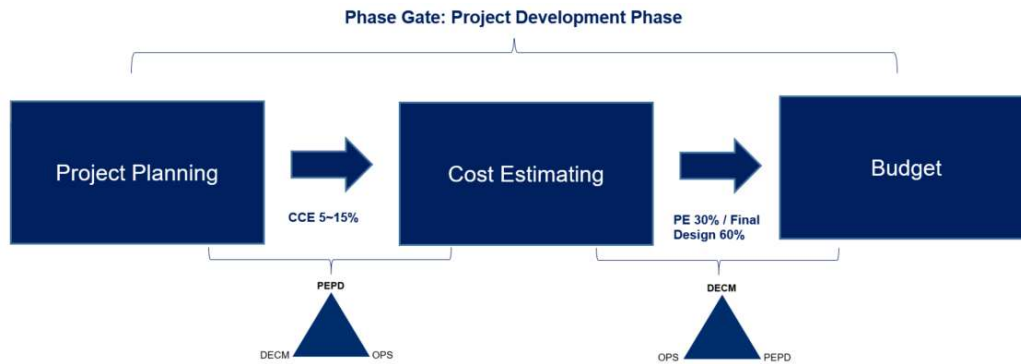 Phase Gate: Project Development Phase
Project Planning
Cost Estimating
Budget
CCE 5~15%
PE 30% / Final
Design 60%
PEPD
DECM
OPS
DECM
OPS
PEPD